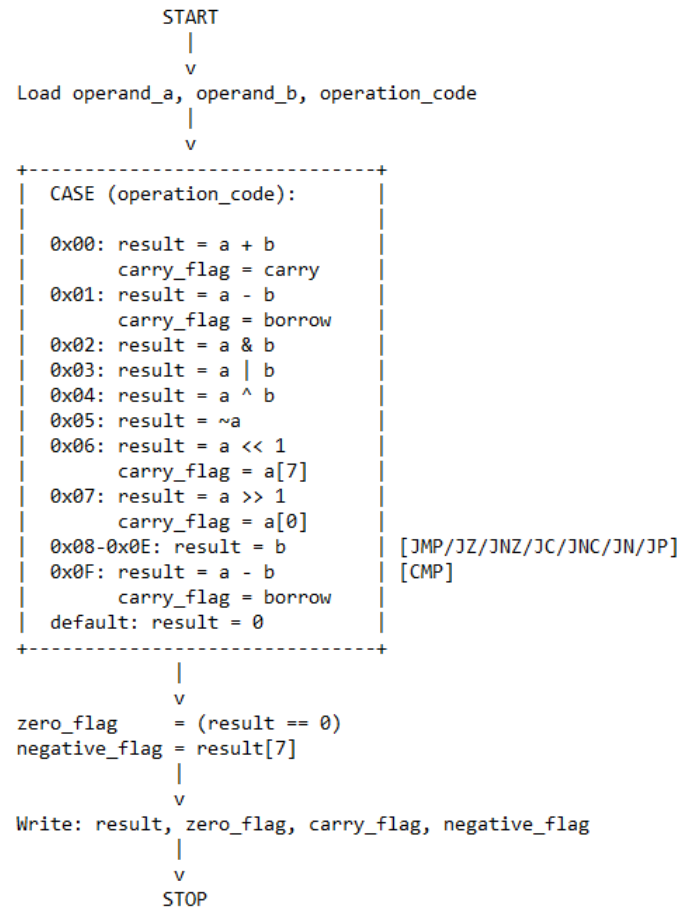 START
|
v
Load operand_a, operand_b, operation_code
|
v
+-------------------------------+
| CASE (operation_code): |
| |
| 0x00: result = a + b |
| carry_flag = carry |
| 0x01: result = a - b |
| carry_flag = borrow |
| 0x02: result = a & b |
| 0x03: result = a | b |
| 0x04: result = a ^ b |
| 0x05: result = ~a |
| 0x06: result = a << 1 |
| carry_flag = a[7] |
| 0x07: result = a >> 1 |
| carry_flag = a[0] |
| 0x08-0x0E: result = b | [JMP/JZ/JNZ/JC/JNC/JN/JP]
| 0x0F: result = a - b | [CMP]
| carry_flag = borrow |
| default: result = 0 |
+-------------------------------+
|
v
zero_flag = (result == 0)
negative_flag = result[7]
|
v
Write: result, zero_flag, carry_flag, negative_flag
|
v
STOP